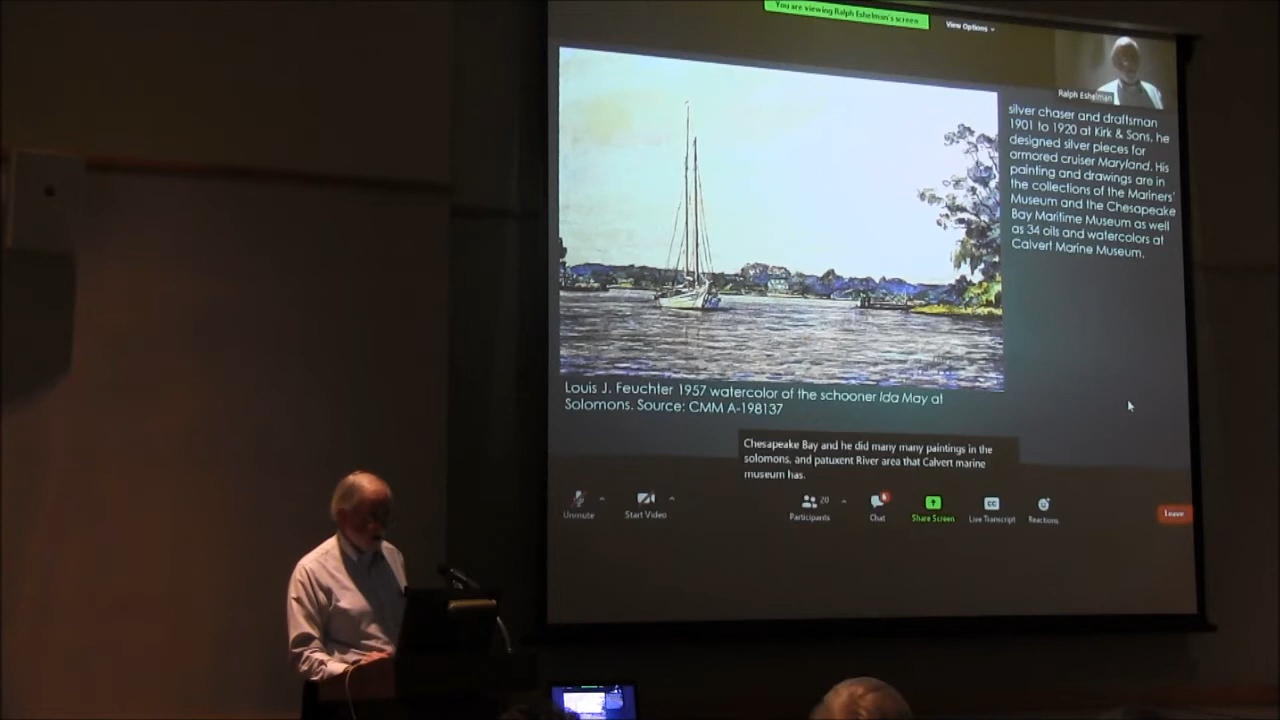 You are viewing Ralph Eshelman's screen
View Options
Ralph Eshelman
silver chaser and draftsman
1901 to 1920 at Kirk & Sons, he
designed silver pieces for
armored cruiser Maryland. His
painting and drawings are in
the collections of the Mariners'
Museum and the Chesapeake
Bay Maritime Museum as well
as 34 oils and watercolors at
Calvert Marine Museum.
Louis J. Feuchter 1957 watercolor of the schooner Ida May at
Solomons. Source: CMM A-198137
Chesapeake Bay and he did many many paintings in the
solomons, and patuxent River area that Calvert marine
museum has.
Unmute
Start Video
20
Participants
Chat
Share Screen
CC
Live Transcript
Reactions
Leave